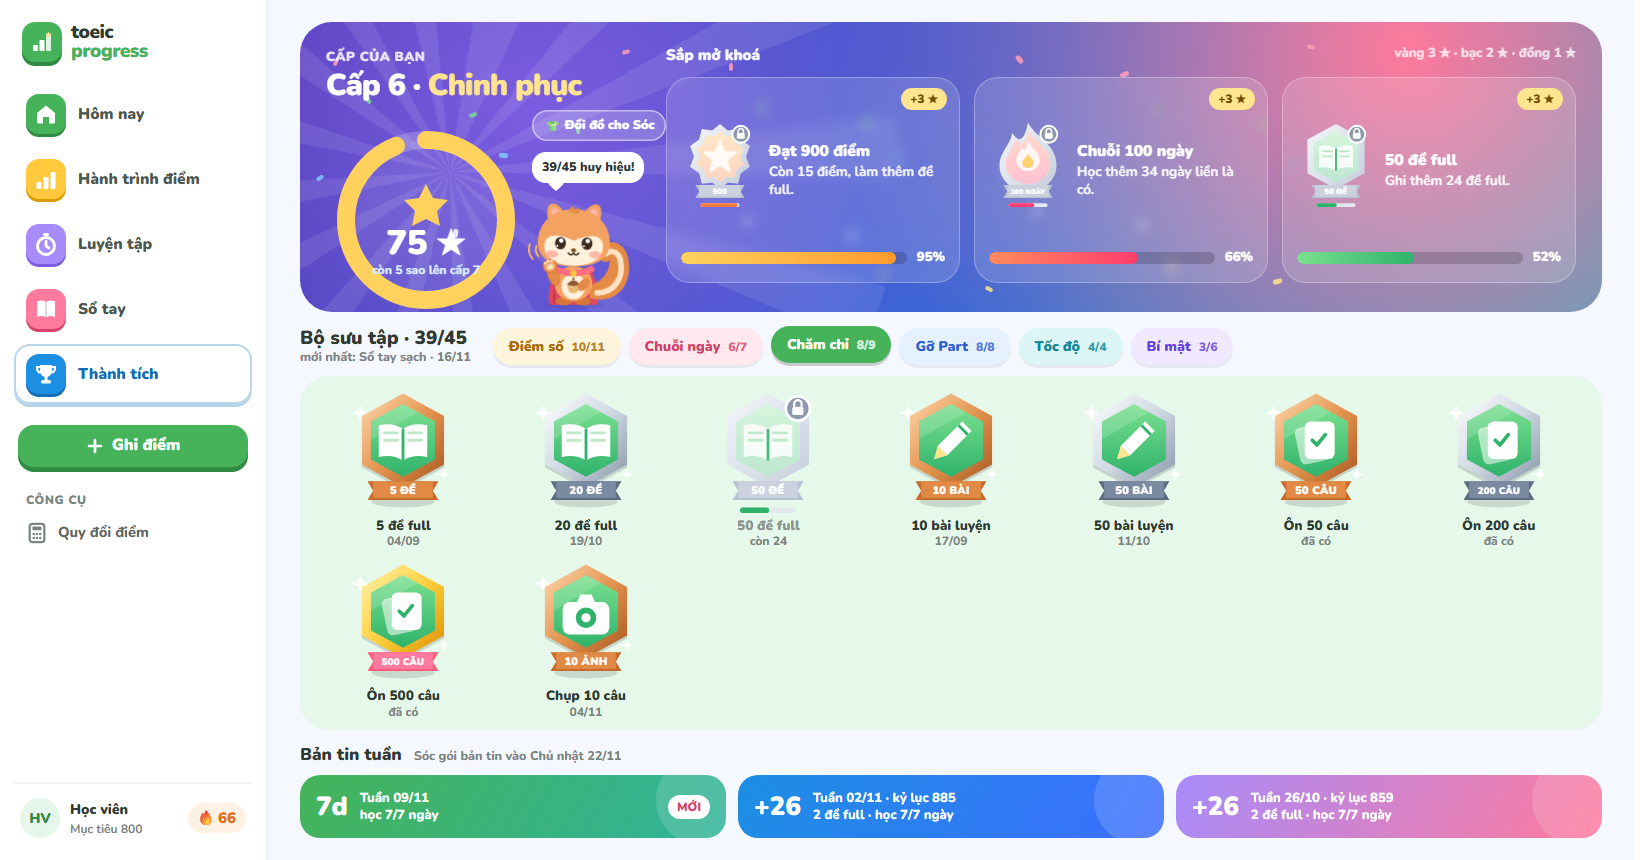 toeic
progress
Hôm nay
Hành trình điểm
Luyện tập
Sổ tay
Thành tích
+ Ghi điểm
CÔNG CỤ
Quy đổi điểm
HV
Học viên
Mục tiêu 800
66
CẤP CỦA BẠN
Cấp 6 · Chinh phục
Đổi đồ cho Sóc
39/45 huy hiệu!
75 ★
còn 5 sao lên cấp 7
Sắp mở khoá
vàng 3 ★ · bạc 2 ★ · đồng 1 ★
+3 ★
900
Đạt 900 điểm
Còn 15 điểm, làm thêm đề
full.
95%
+3 ★
100 NGÀY
Chuỗi 100 ngày
Học thêm 34 ngày liền là
có.
66%
+3 ★
50 ĐỀ
50 đề full
Ghi thêm 24 đề full.
52%
Bộ sưu tập · 39/45
mới nhất: Sổ tay sạch · 16/11
Điểm số 10/11
Chuỗi ngày 6/7
Chăm chỉ 8/9
Gỡ Part 8/8
Tốc độ 4/4
Bí mật 3/6
5 ĐỀ
5 đề full
04/09
20 ĐỀ
20 đề full
19/10
50 ĐỀ
50 đề full
còn 24
10 BÀI
10 bài luyện
17/09
50 BÀI
50 bài luyện
11/10
50 CÂU
Ôn 50 câu
đã có
200 CÂU
Ôn 200 câu
đã có
500 CÂU
Ôn 500 câu
đã có
10 ẢNH
Chụp 10 câu
04/11
Bản tin tuần
Sóc gói bản tin vào Chủ nhật 22/11
7d
Tuần 09/11
học 7/7 ngày
MỚI
+26
Tuần 02/11 · kỷ lục 885
2 đề full · học 7/7 ngày
+26
Tuần 26/10 · kỷ lục 859
2 đề full · học 7/7 ngày